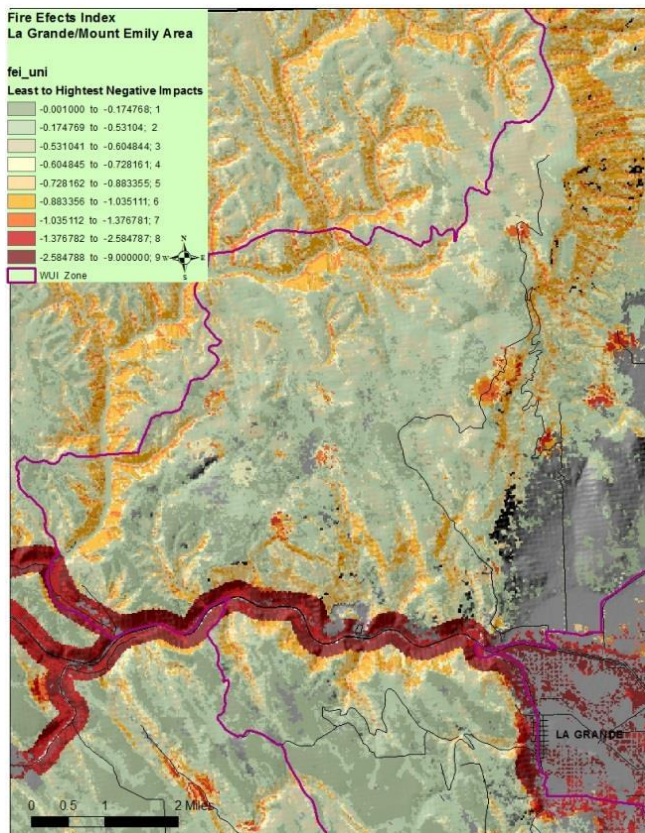 Fire Efects Index
La Grande/Mount Emily Area
fei_uni
Least to Hightest Negative Impacts
-0.001000 to -0.174768; 1
-0.174769 to -0.53104; 2
-0.531041 to -0.604844; 3
-0.604845 to -0.728161; 4
-0.728162 to -0.883355; 5
-0.883356 to -1.035111; 6
-1.035112 to -1.376781; 7
-1.376782 to -2.584787; 8
-2.584788 to -9.000000; 9
WUI Zone
N
W E
S
LA GRANDE
0 0.5 1 2 Miles